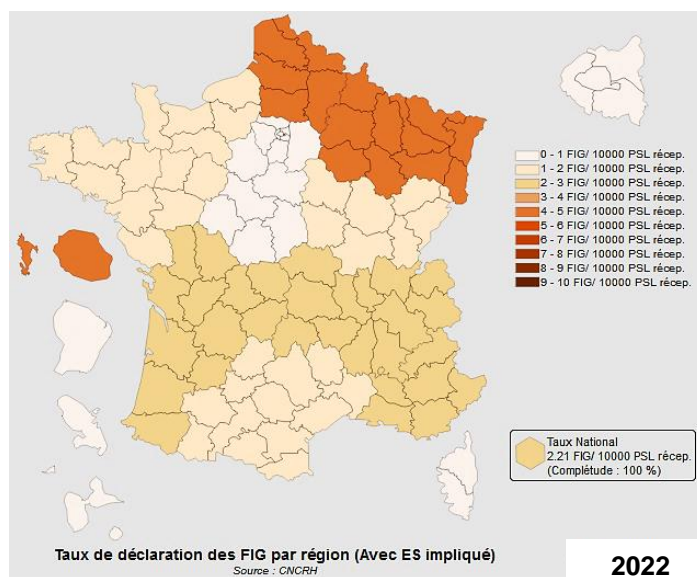 0 - 1 FIG/ 10000 PSL récep.
1 - 2 FIG/ 10000 PSL récep.
2 - 3 FIG/ 10000 PSL récep.
3 - 4 FIG/ 10000 PSL récep.
4 - 5 FIG/ 10000 PSL récep.
5 - 6 FIG/ 10000 PSL récep.
6 - 7 FIG/ 10000 PSL récep.
7 - 8 FIG/ 10000 PSL récep.
8 - 9 FIG/ 10000 PSL récep.
9 - 10 FIG/ 10000 PSL récep.
Taux National
2.21 FIG/ 10000 PSL récep.
(Complétude : 100 %)
Taux de déclaration des FIG par région (Avec ES impliqué)
Source : CNCRH
2022